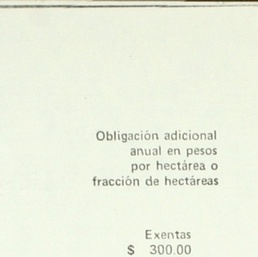 Obligación adicional
anual en pesos
por hectárea o
fracción de hectáreas
Exentas
$ 300.00